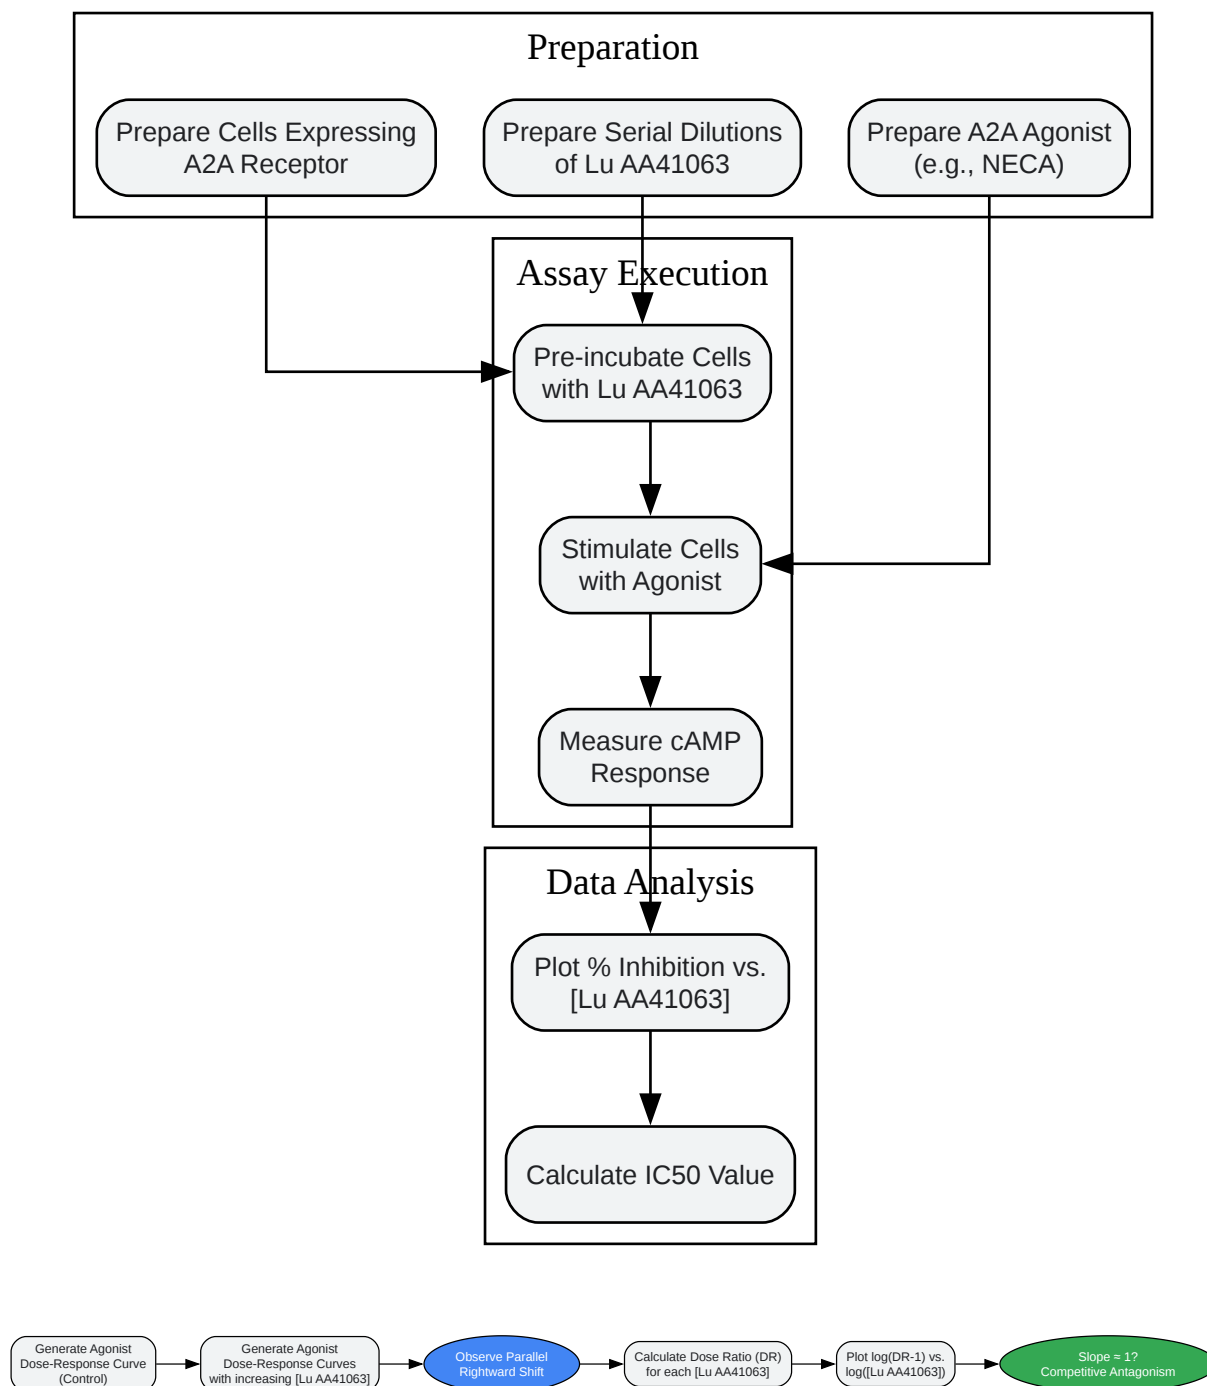 Preparation
Prepare Cells Expressing
A2A Receptor
Prepare Serial Dilutions
of Lu AA41063
Prepare A2A Agonist
(e.g., NECA)
Assay Execution
Pre-incubate Cells
with Lu AA41063
Stimulate Cells
with Agonist
Measure cAMP
Response
Data Analysis
Plot % Inhibition vs.
[Lu AA41063]
Calculate IC50 Value
Generate Agonist
Dose-Response Curve
(Control)
Generate Agonist
Dose-Response Curves
with increasing [Lu AA41063]
Observe Parallel
Rightward Shift
Calculate Dose Ratio (DR)
for each [Lu AA41063]
Plot log(DR-1) vs.
log([Lu AA41063])
Slope ≈ 1?
Competitive Antagonism